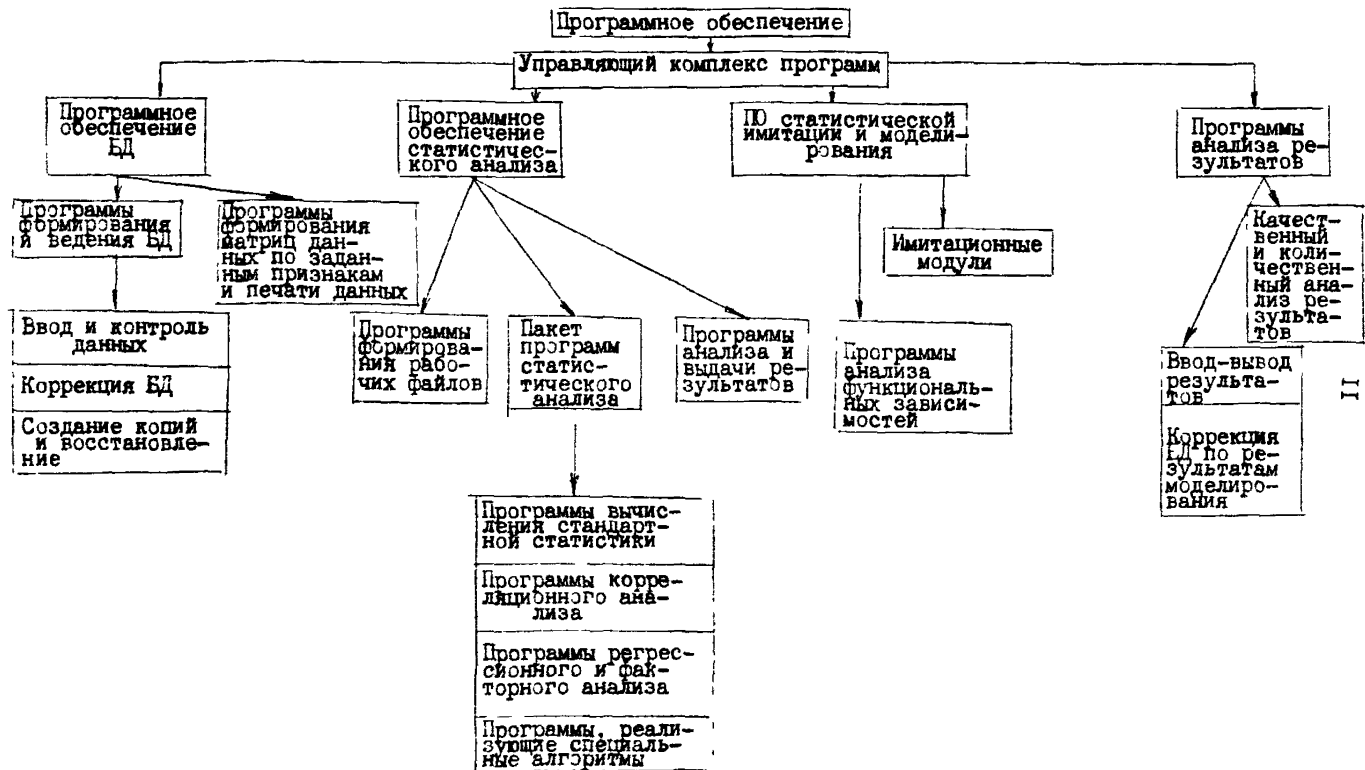 Программное обеспечение
Управляющий комплекс программ
Программное
обеспечение
БД
Программное
обеспечение
статистичес-
кого анализа
ПО статистической
имитации и модели-
рования
Программы
анализа ре-
зультатов
Программы
формирования
и ведения БД
Программы
формирования
матриц дан-
ных по задан-
ным признакам
и печати данных
Имитационные
модули
Качест-
венный
и коли-
чествен-
ный ана-
лиз ре-
зульта-
тов
Ввод и контроль
данных
Коррекция БД
Создание копий
и восстановле-
ние
Программы
формирова-
ния рабо-
чих файлов
Пакет
программ
статис-
тического
анализа
Программы
анализа и
выдачи ре-
зультатов
Программы
анализа
функциональ-
ных зависи-
мостей
Ввод-вывод
результа-
тов
Коррекция
БД по ре-
зультатам
моделиро-
вания
11
Программы вычис-
ления стандарт-
ной статистики
Программы корре-
ляционного ана-
лиза
Программы регрес-
сионного и фак-
торного анализа
Программы, реали-
зующие специаль-
ные алгоритмы